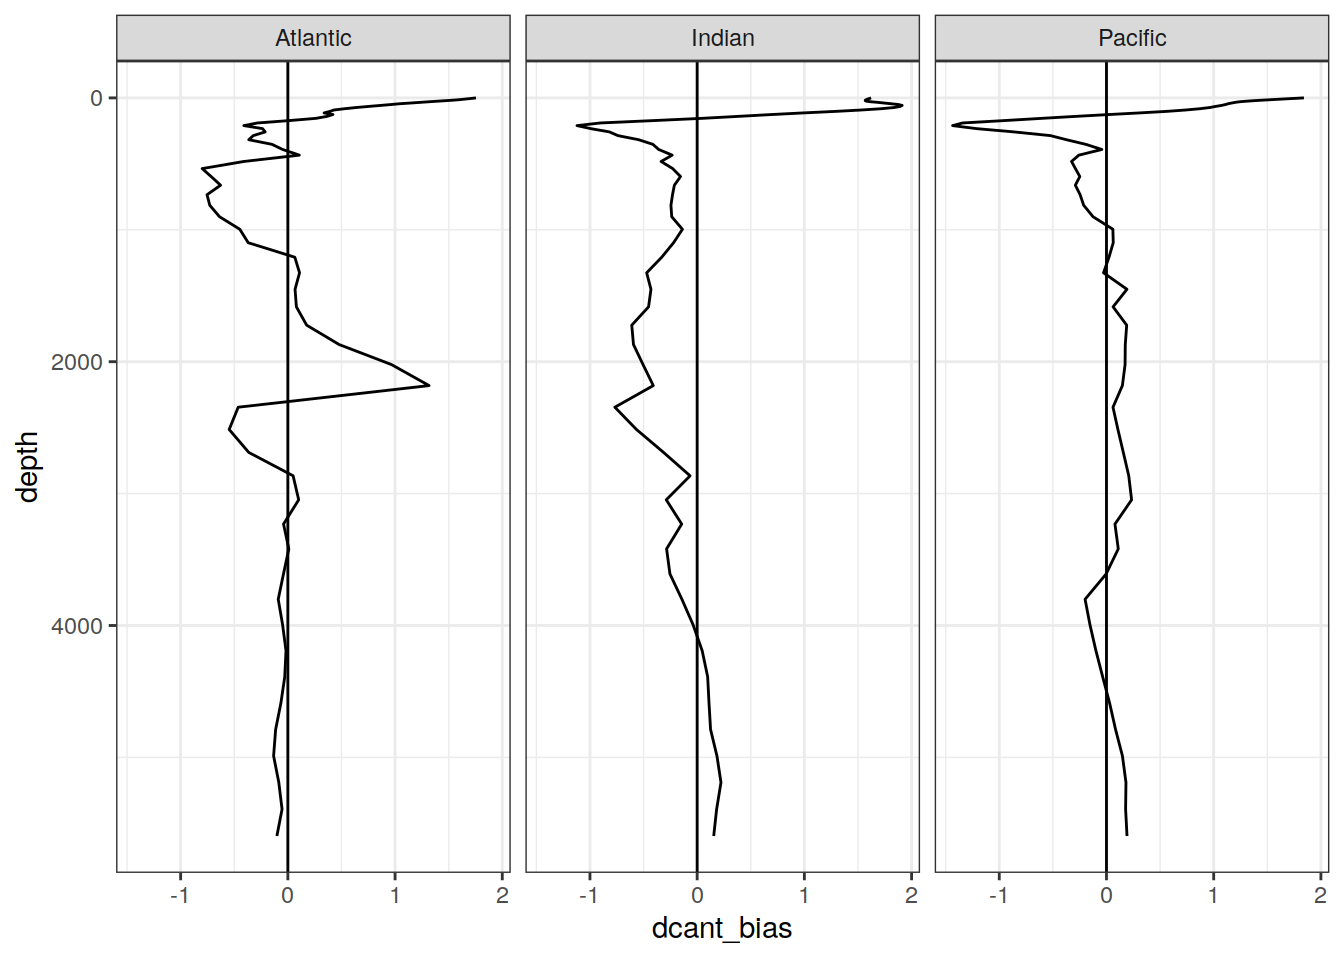 Atlantic Indian Pacific
0
2000
4000
depth
-1 0 1 2 -1 0 1 2 -1 0 1 2
dcant_bias